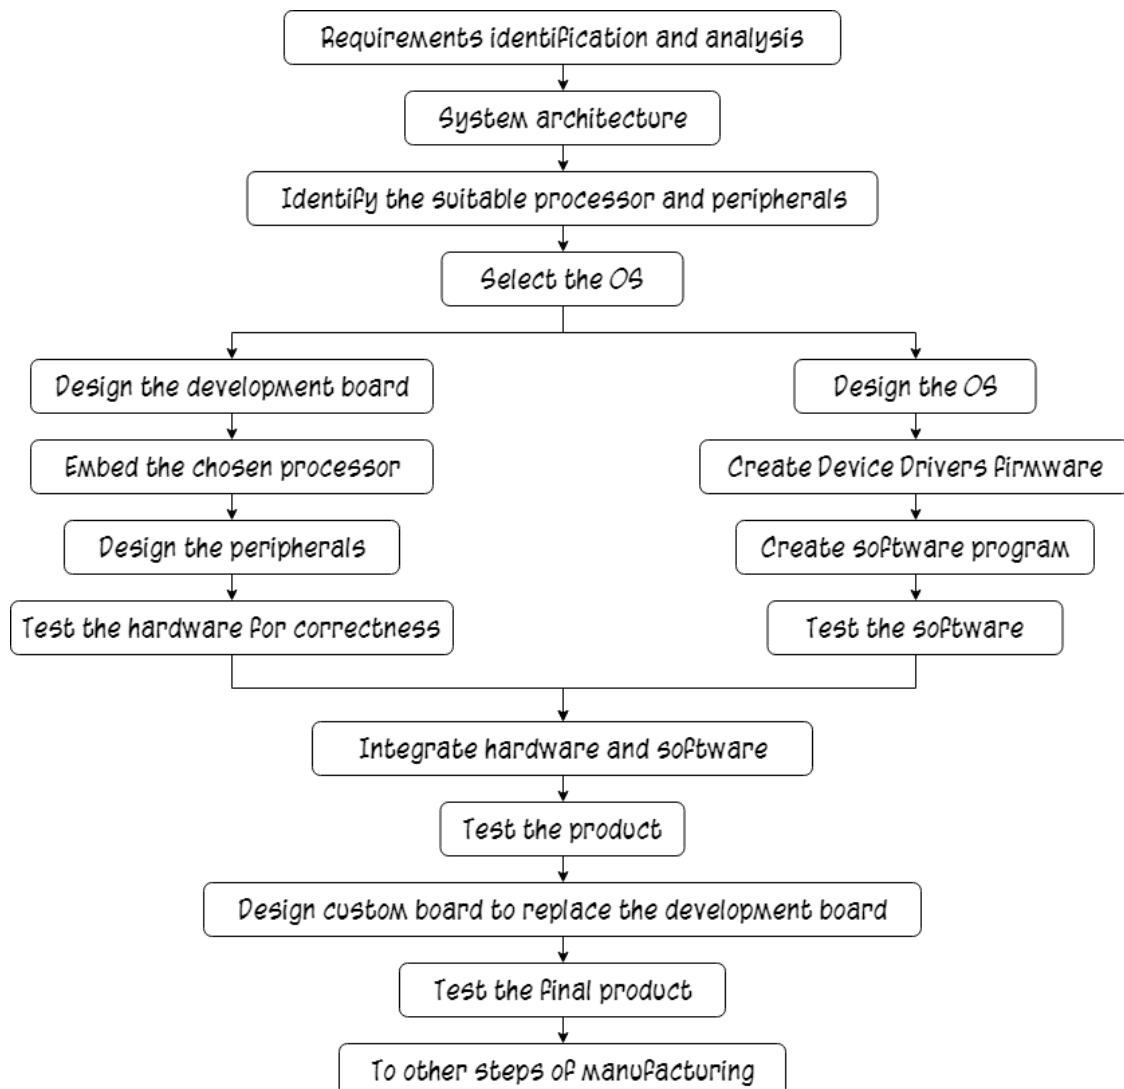 Requirements identification and analysis
System architecture
Identify the suitable processor and peripherals
Select the OS
Design the development board
Embed the chosen processor
Design the peripherals
Test the hardware for correctness
Design the OS
Create Device Drivers firmware
Create software program
Test the software
Integrate hardware and software
Test the product
Design custom board to replace the development board
Test the final product
To other steps of manufacturing